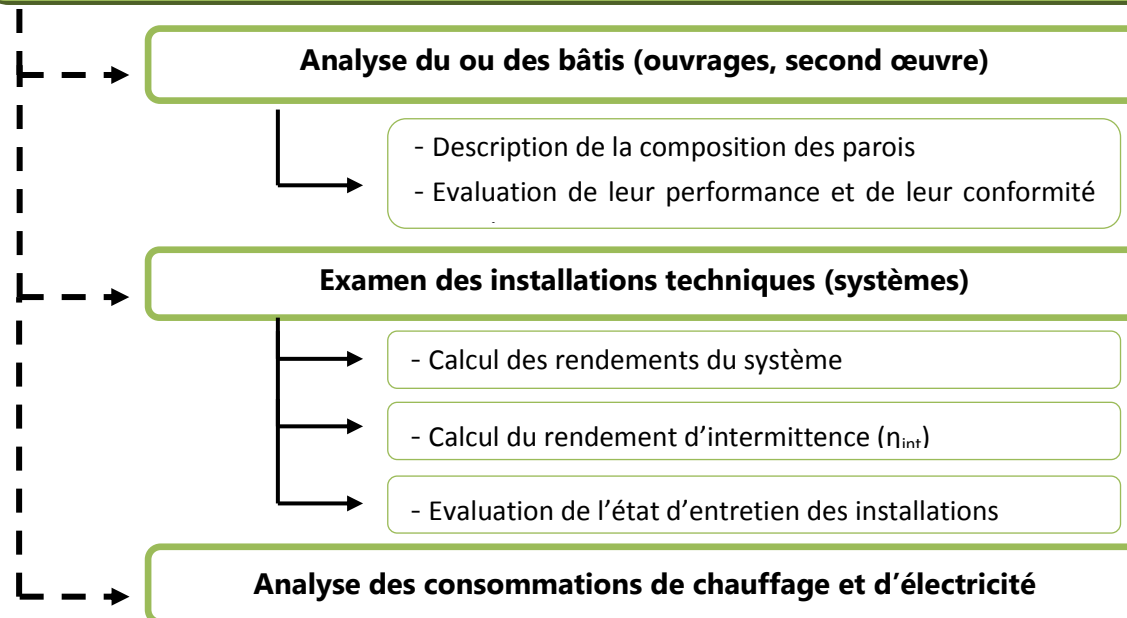 Analyse du ou des bâtis (ouvrages, second œuvre)
- Description de la composition des parois
- Evaluation de leur performance et de leur conformité
Examen des installations techniques (systèmes)
- Calcul des rendements du système
- Calcul du rendement d’intermittence (ηint)
- Evaluation de l’état d’entretien des installations
Analyse des consommations de chauffage et d’électricité